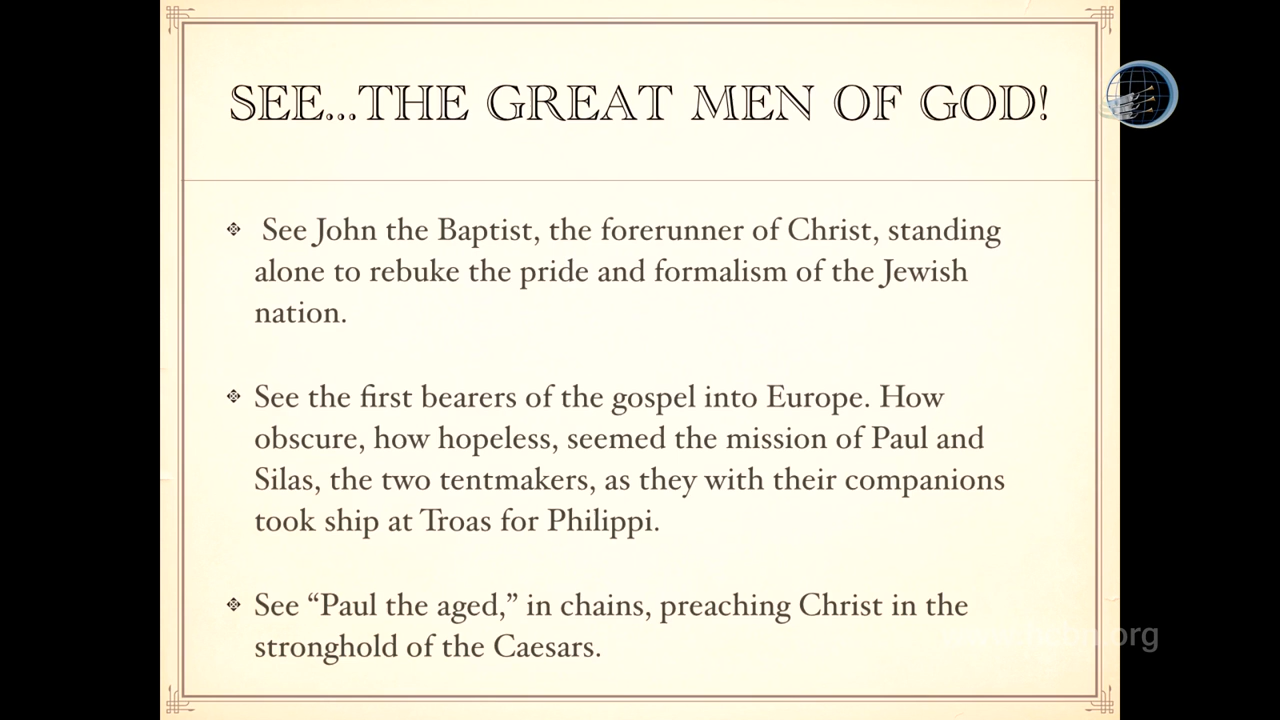 SEE...THE GREAT MEN OF GOD!
See John the Baptist, the forerunner of Christ, standing
alone to rebuke the pride and formalism of the Jewish
nation.
See the first bearers of the gospel into Europe. How
obscure, how hopeless, seemed the mission of Paul and
Silas, the two tentmakers, as they with their companions
took ship at Troas for Philippi.
See “Paul the aged,” in chains, preaching Christ in the
stronghold of the Caesars.